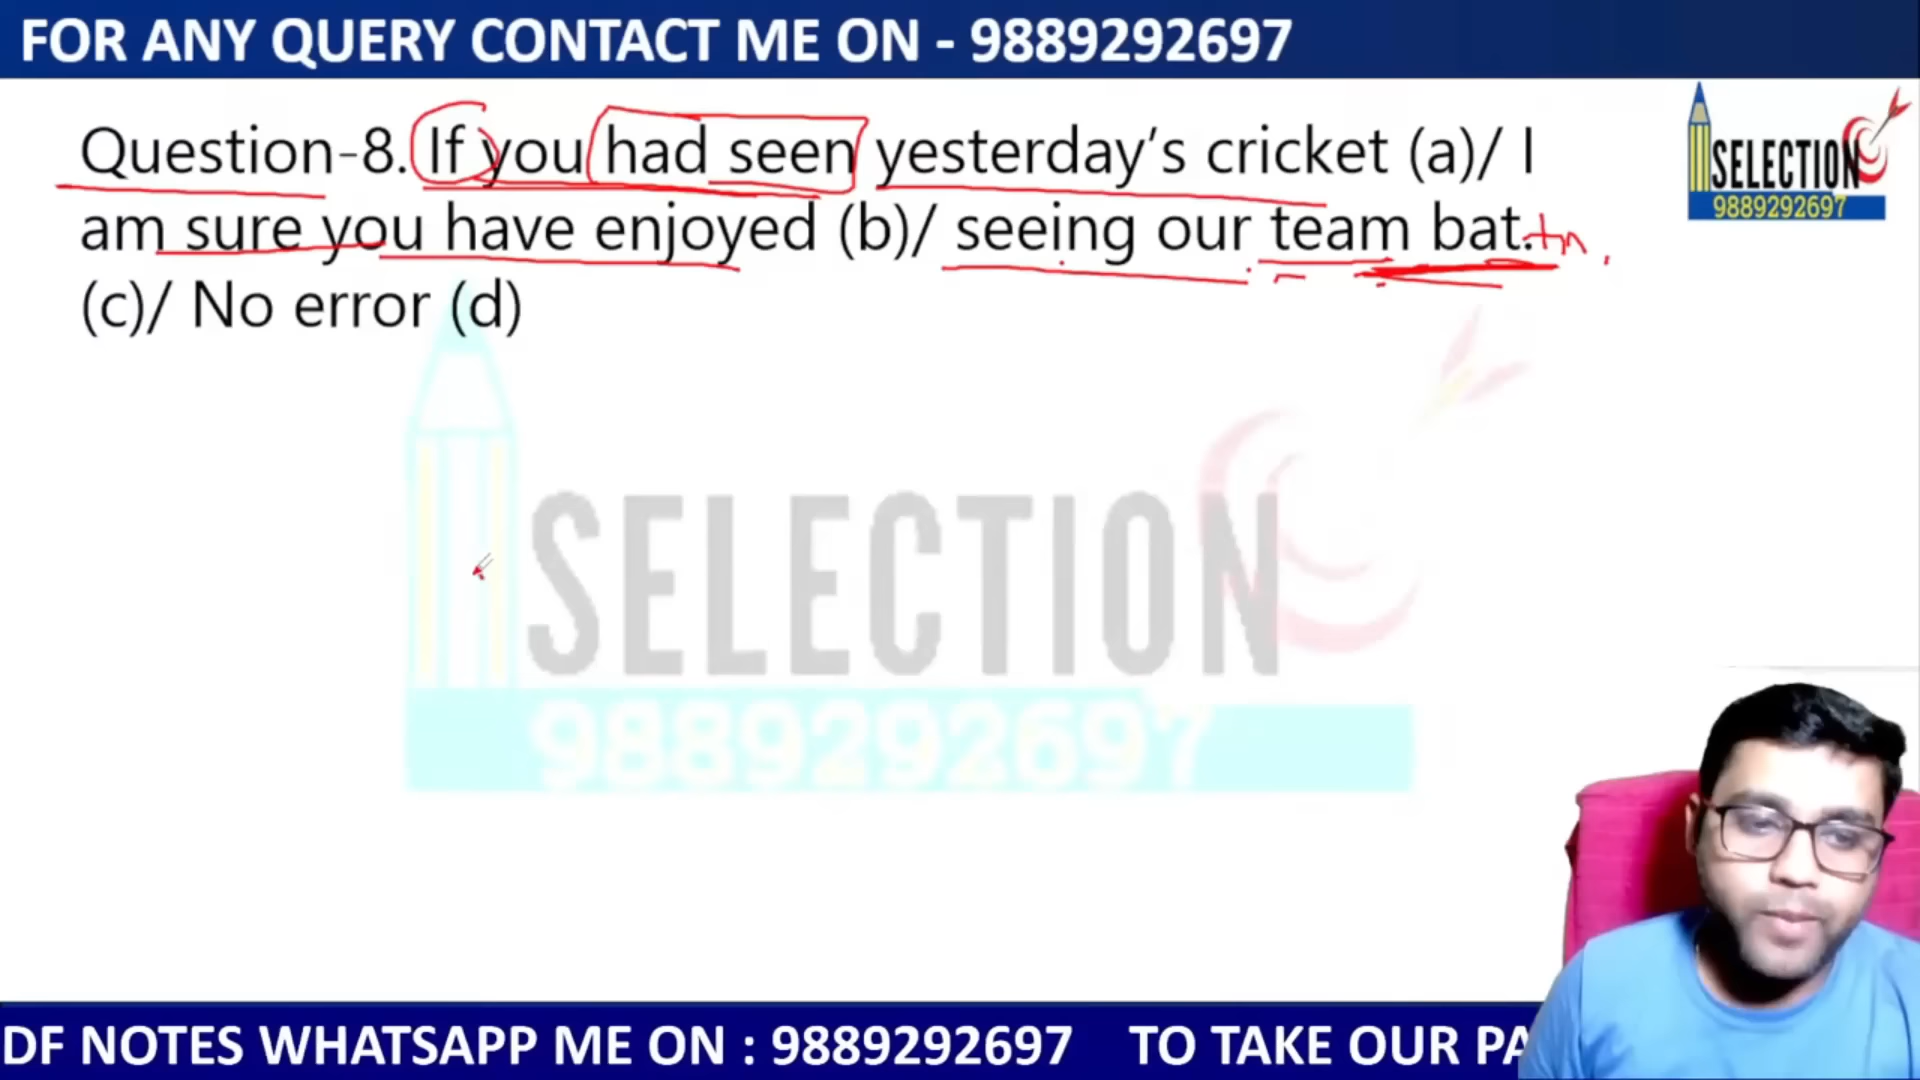 FOR ANY QUERY CONTACT ME ON - 9889292697
Question-8. If you had seen yesterday's cricket (a)/ I
am sure you have enjoyed (b)/ seeing our team bat.
(c)/ No error (d)
SELECTION
9889292697
SELECTION
9889292697
DF NOTES WHATSAPP ME ON : 9889292697 TO TAKE OUR PA